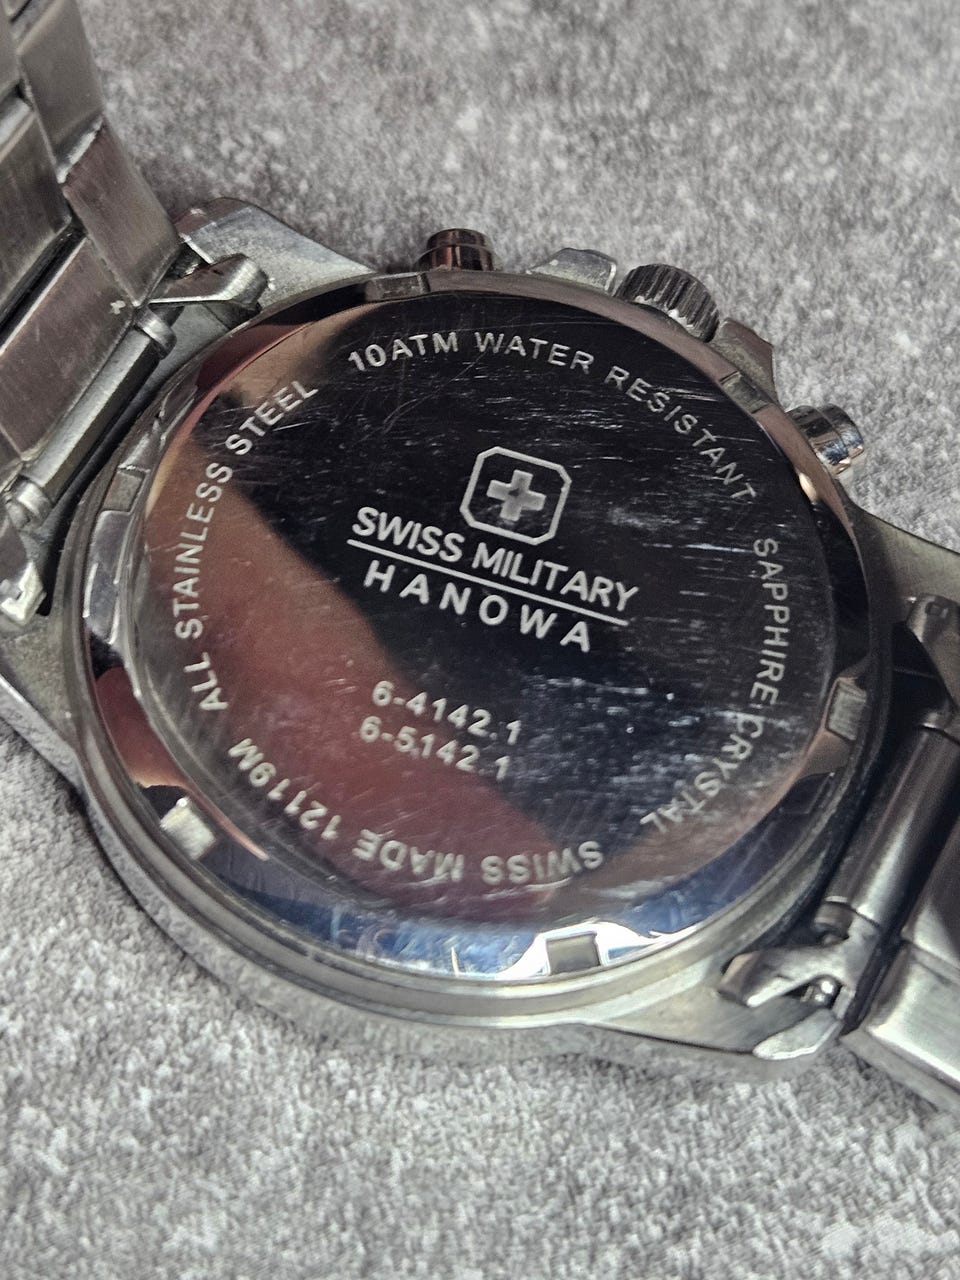 10ATM WATER RESISTANT
SAPPHIRE CRYSTAL
SWISS MADE 12119M
ALL STAINLESS STEEL
SWISS MILITARY
HANOWA
6-4142.1
6-5142.1